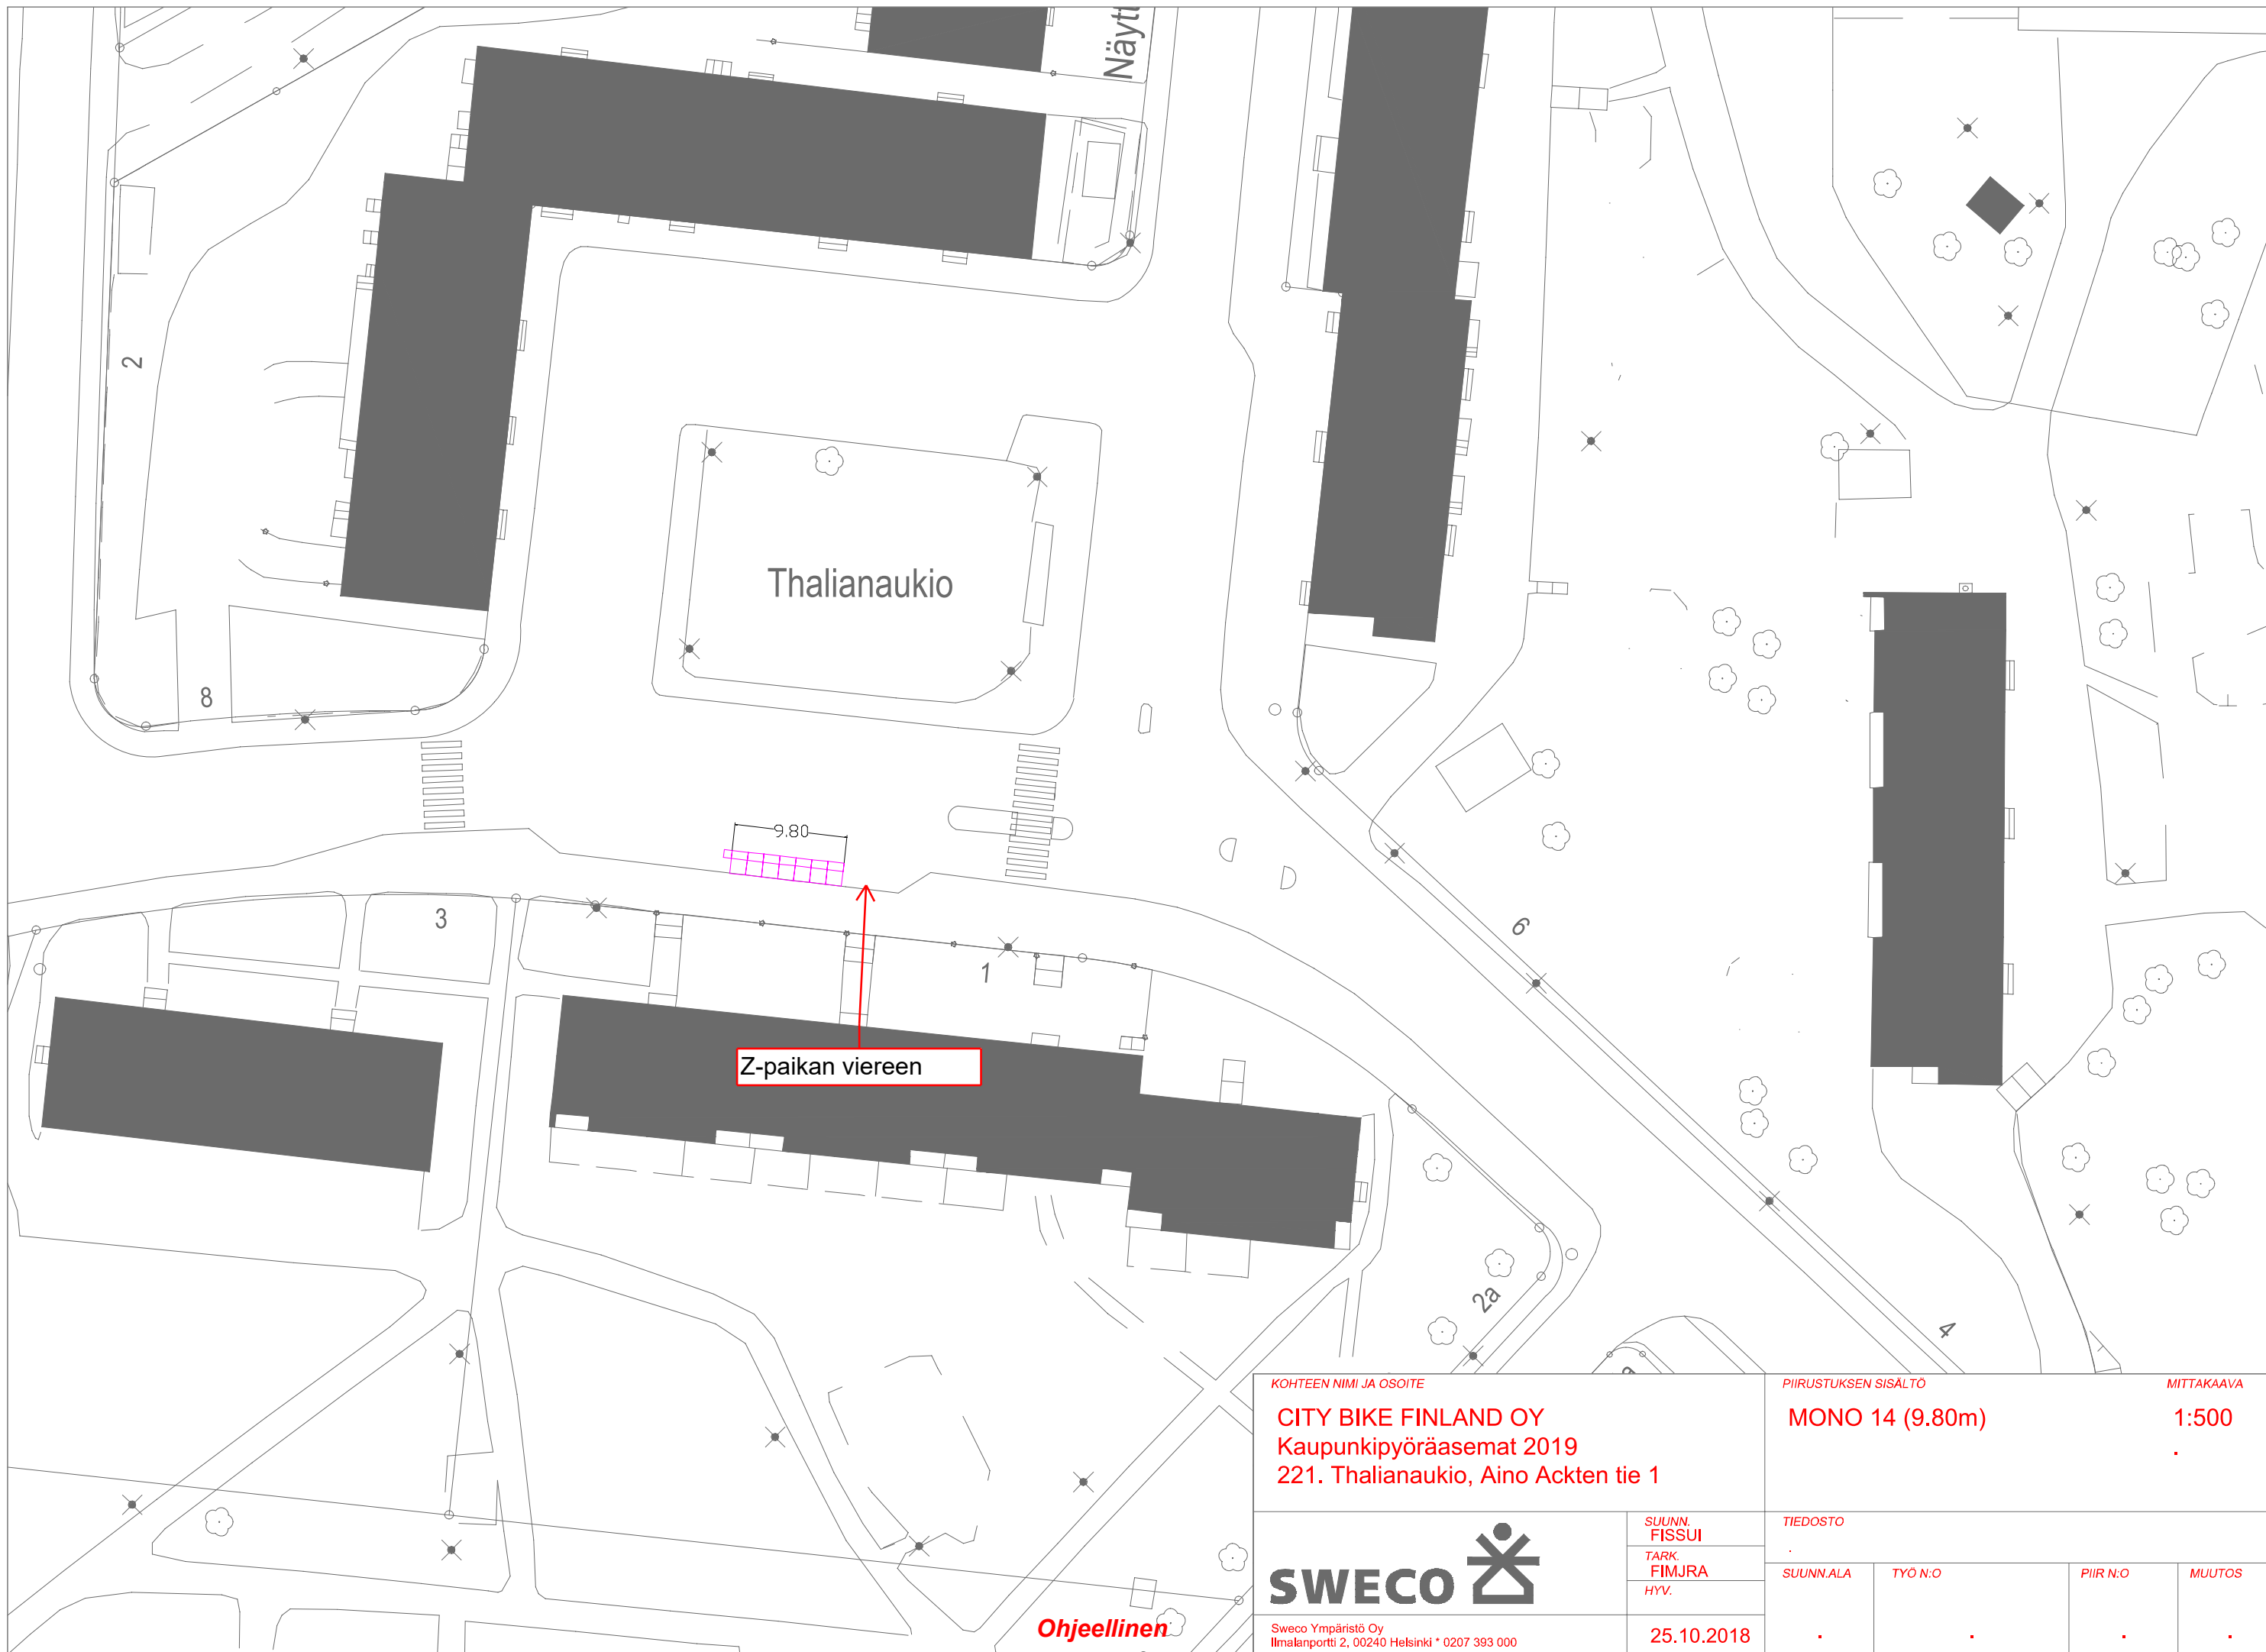 Näytt
2
Thalianaukio
8
9.80
3
1
6
Z-paikan viereen
2a
4
KOHTEEN NIMI JA OSOITE
CITY BIKE FINLAND OY
Kaupunkipyöräasemat 2019
221. Thalianaukio, Aino Ackten tie 1
PIIRUSTUKSEN SISÄLTÖ
MITTAKAAVA
MONO 14 (9.80m)
1:500
.
SWECO
SUUNN.
FISSUI
TARK.
FIMJRA
HYV.
TIEDOSTO
.
SUUNN.ALA TYÖ N:O PIIR N:O MUUTOS
. . . .
Ohjeellinen
Sweco Ympäristö Oy
Ilmalanportti 2, 00240 Helsinki * 0207 393 000
25.10.2018